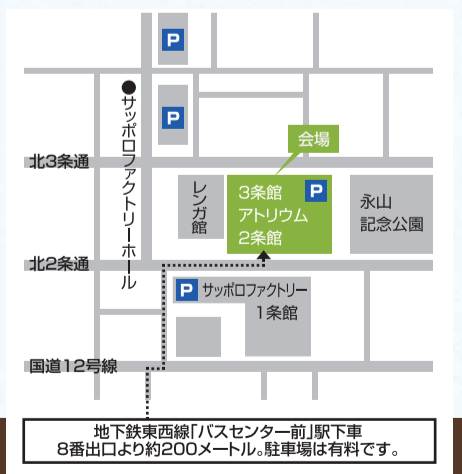 P
P
●サッポロファクトリーホール
会場
北3条通
レンガ館
3条館
アトリウム
2条館
P
永山
記念公園
北2条通
P サッポロファクトリー
1条館
国道12号線
地下鉄東西線「バスセンター前」駅下車
8番出口より約200メートル。駐車場は有料です。